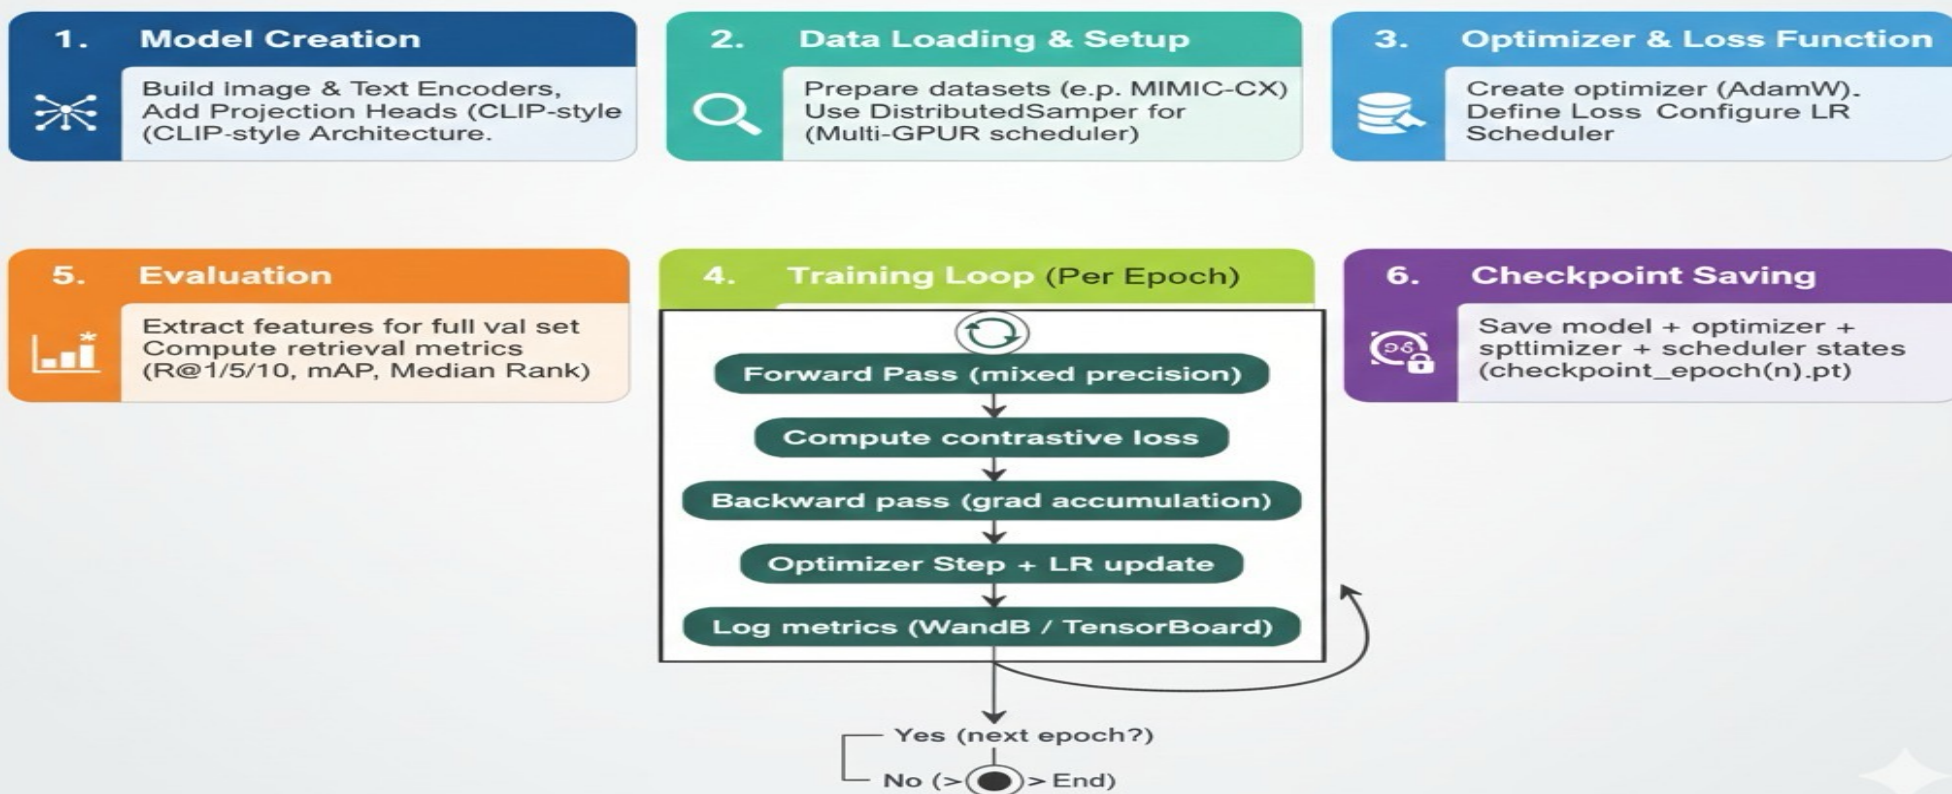 1. Model Creation
Build Image & Text Encoders,
Add Projection Heads (CLIP-style
(CLIP-style Architecture.
2. Data Loading & Setup
Prepare datasets (e.p. MIMIC-CX)
Use DistributedSamper for
(Multi-GPUR scheduler)
3. Optimizer & Loss Function
Create optimizer (AdamW).
Define Loss Configure LR
Scheduler
5. Evaluation
Extract features for full val set
Compute retrieval metrics
(R@1/5/10, mAP, Median Rank)
4. Training Loop (Per Epoch)
Forward Pass (mixed precision)
Compute contrastive loss
Backward pass (grad accumulation)
Optimizer Step + LR update
Log metrics (WandB / TensorBoard)
Yes (next epoch?)
No (> > End)
6. Checkpoint Saving
Save model + optimizer +
spttimizer + scheduler states
(checkpoint_epoch(n).pt)